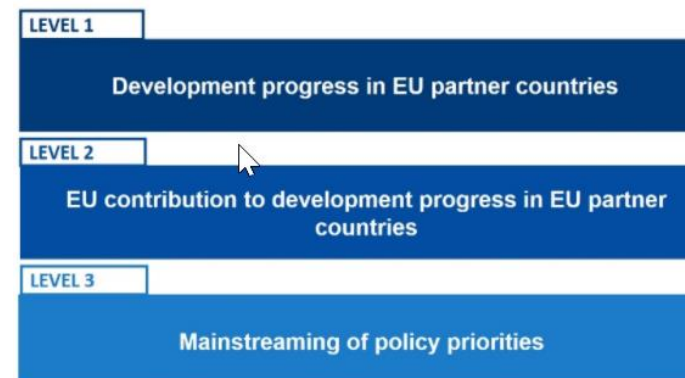 LEVEL 1
Development progress in EU partner countries
LEVEL 2
EU contribution to development progress in EU partner
countries
LEVEL 3
Mainstreaming of policy priorities